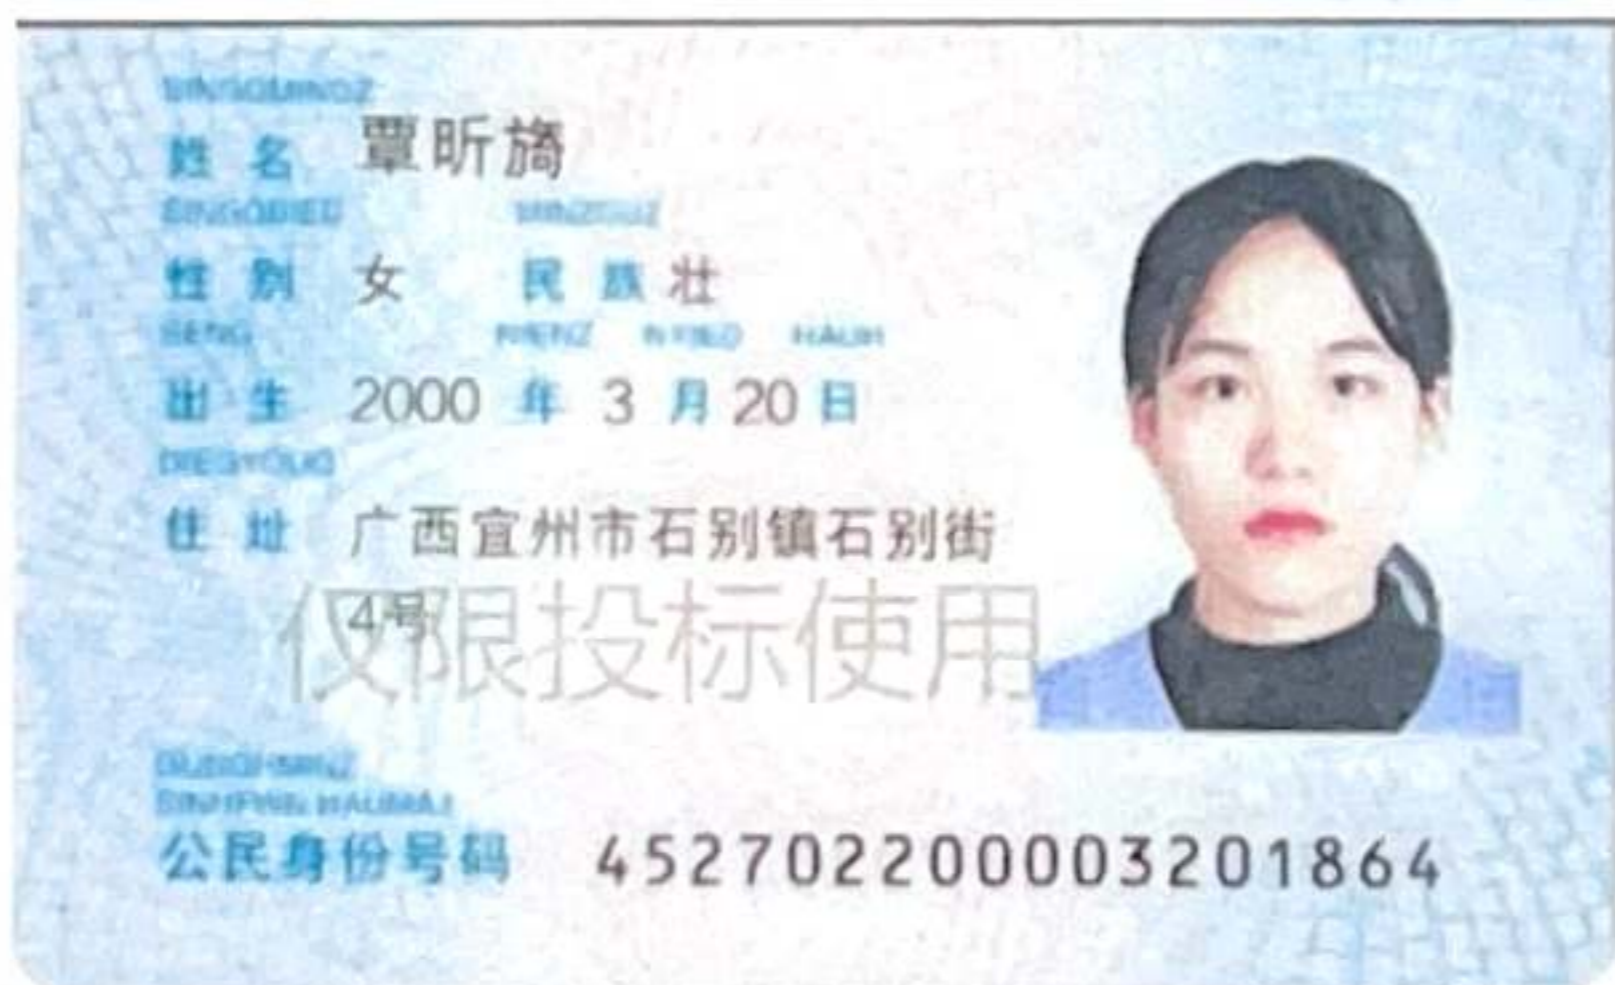 姓名 覃昕旖
性别 女 民族 壮
NIENZ HAUH
出生 2000 年 3 月 20 日
住址 广西宜州市石别镇石别街
4号
仅限投标使用
公民身份号码 452702200003201864